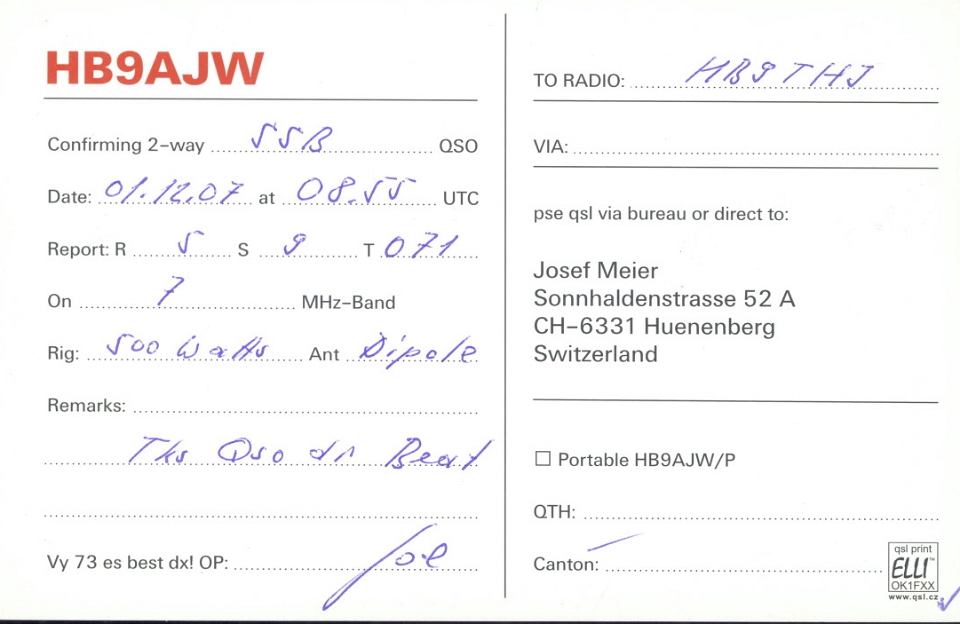 HB9AJW
Confirming 2-way SSB QSO
Date: 01.12.07 at 08.55 UTC
Report: R 5 S 9 T 071
On 7 MHz-Band
Rig: 500 Watts Ant Dipole
Remarks:
Tks Qso dr Beat
Vy 73 es best dx! OP: Joe
TO RADIO: HB9THJ
VIA:
pse qsl via bureau or direct to:
Josef Meier
Sonnhaldenstrasse 52 A
CH-6331 Huenenberg
Switzerland
☐ Portable HB9AJW/P
QTH:
Canton:
qsl print
ELLI™
OK1FXX
www.qsl.cz